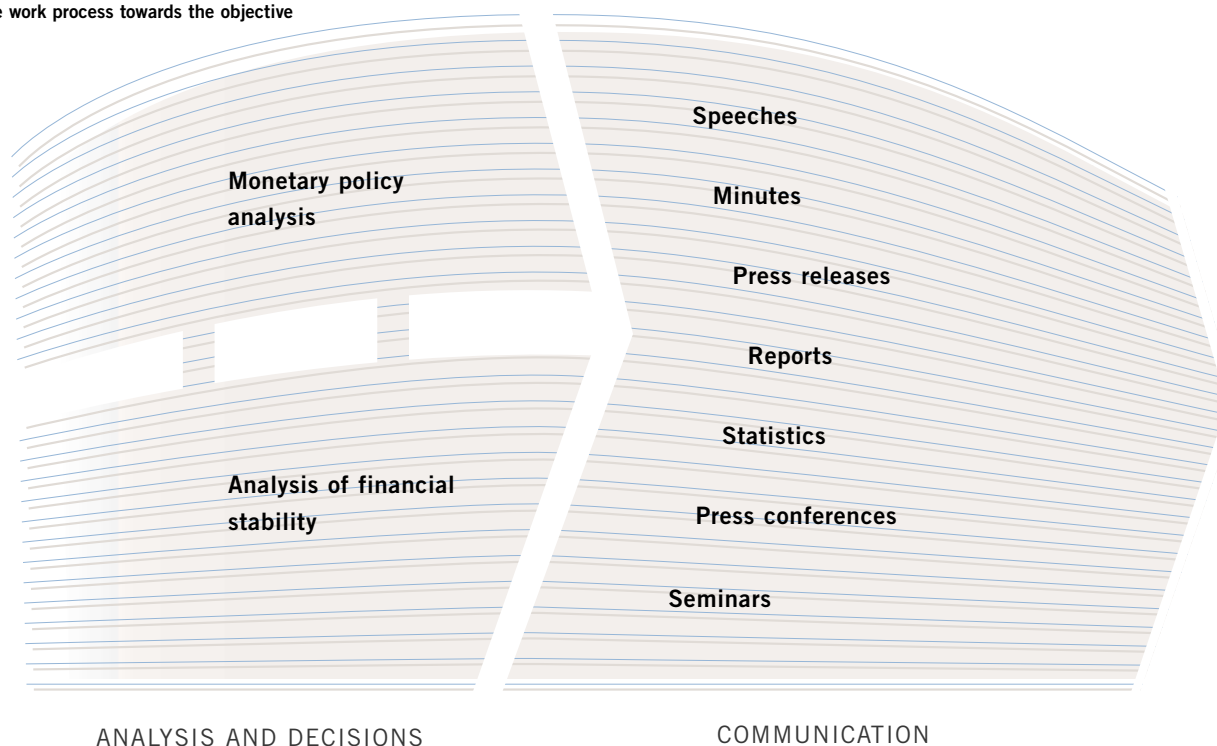 work process towards the objective
Speeches
Monetary policy
analysis
Minutes
Press releases
Reports
Statistics
Analysis of financial
stability
Press conferences
Seminars
ANALYSIS AND DECISIONS
COMMUNICATION